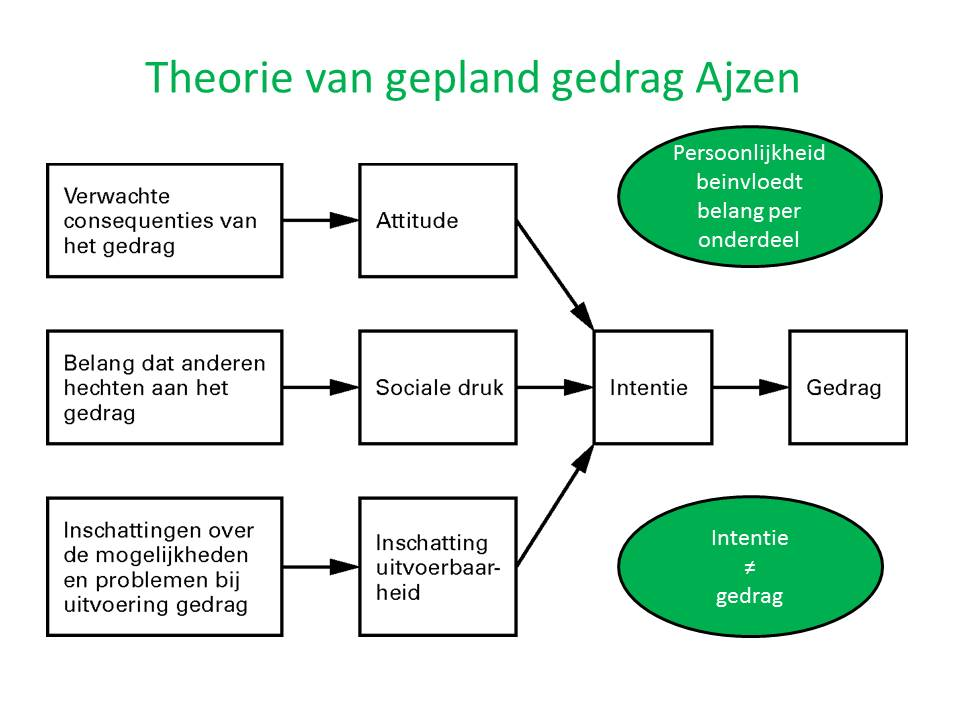 Theorie van gepland gedrag Ajzen
Persoonlijkheid
beinvloedt
belang per
onderdeel
Verwachte
consequenties van
het gedrag
Attitude
Belang dat anderen
hechten aan het
gedrag
Sociale druk
Intentie
Gedrag
Inschattingen over
de mogelijkheden
en problemen bij
uitvoering gedrag
Inschatting
uitvoerbaar-
heid
Intentie
≠
gedrag